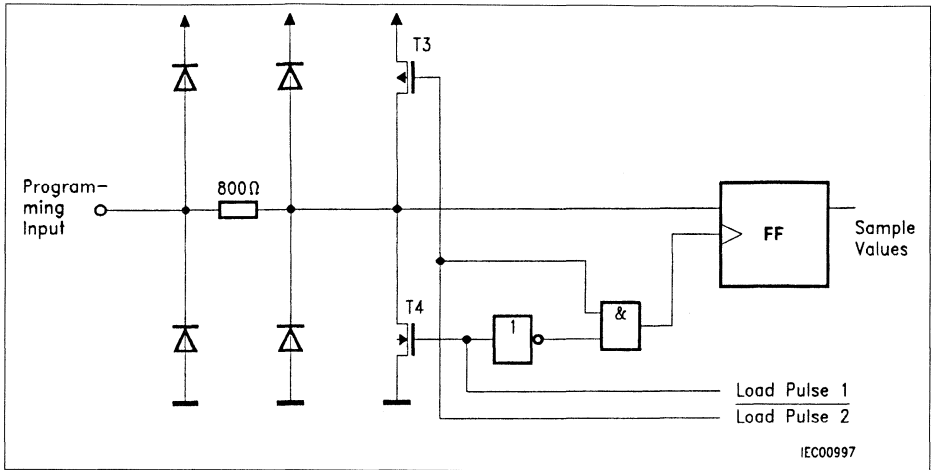 T3
800Ω
Program-
ming
Input
FF
Sample
Values
T4
1
&
Load Pulse 1
Load Pulse 2
IEC00997